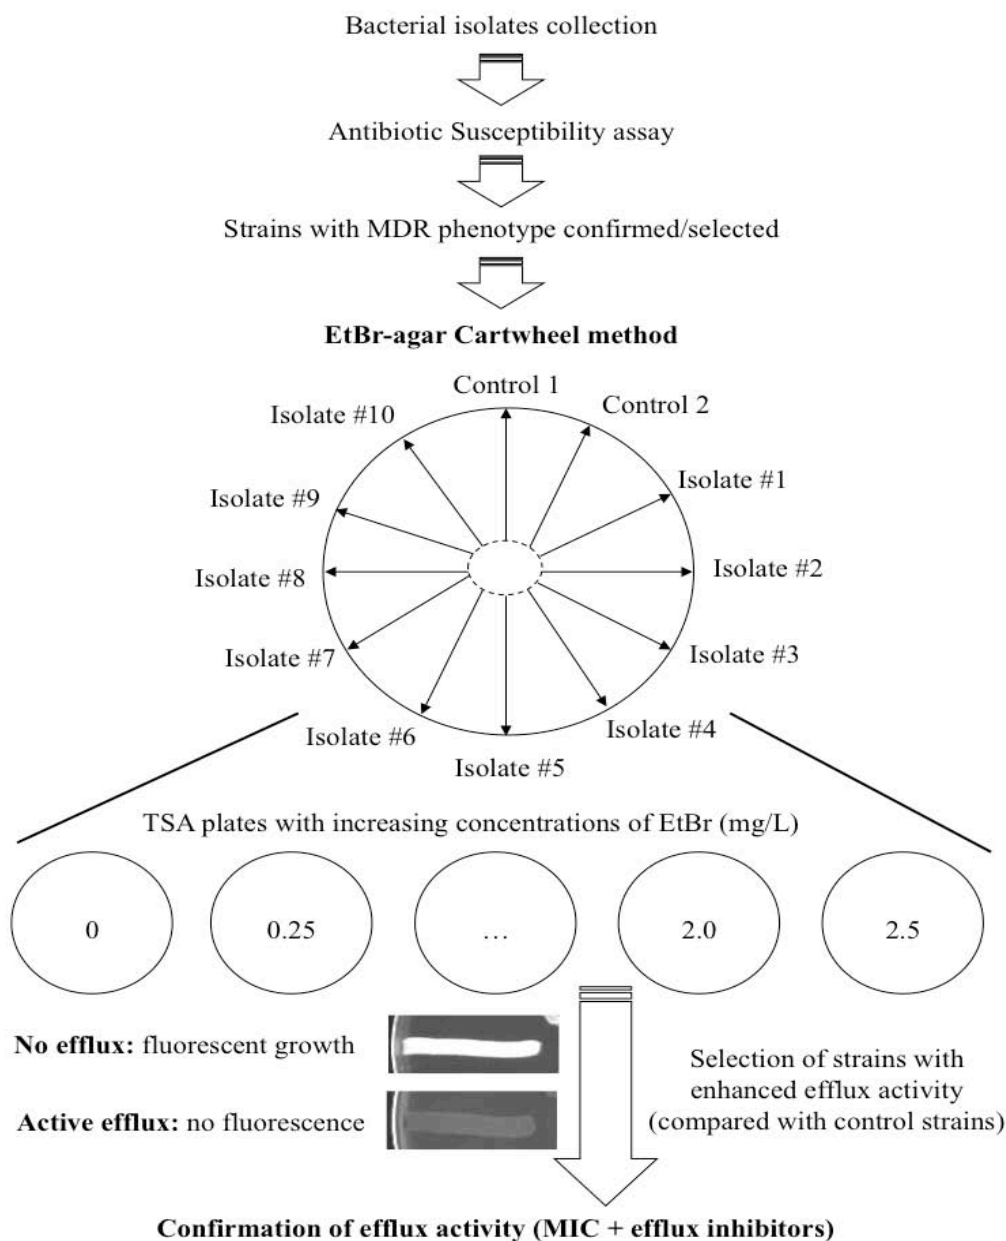 Bacterial isolates collection
Antibiotic Susceptibility assay
Strains with MDR phenotype confirmed/selected
EtBr-agar Cartwheel method
Control 1
Control 2
Isolate #10
Isolate #1
Isolate #9
Isolate #2
Isolate #8
Isolate #3
Isolate #7
Isolate #4
Isolate #6
Isolate #5
TSA plates with increasing concentrations of EtBr (mg/L)
0
0.25
...
2.0
2.5
No efflux: fluorescent growth
Active efflux: no fluorescence
Selection of strains with
enhanced efflux activity
(compared with control strains)
Confirmation of efflux activity (MIC + efflux inhibitors)